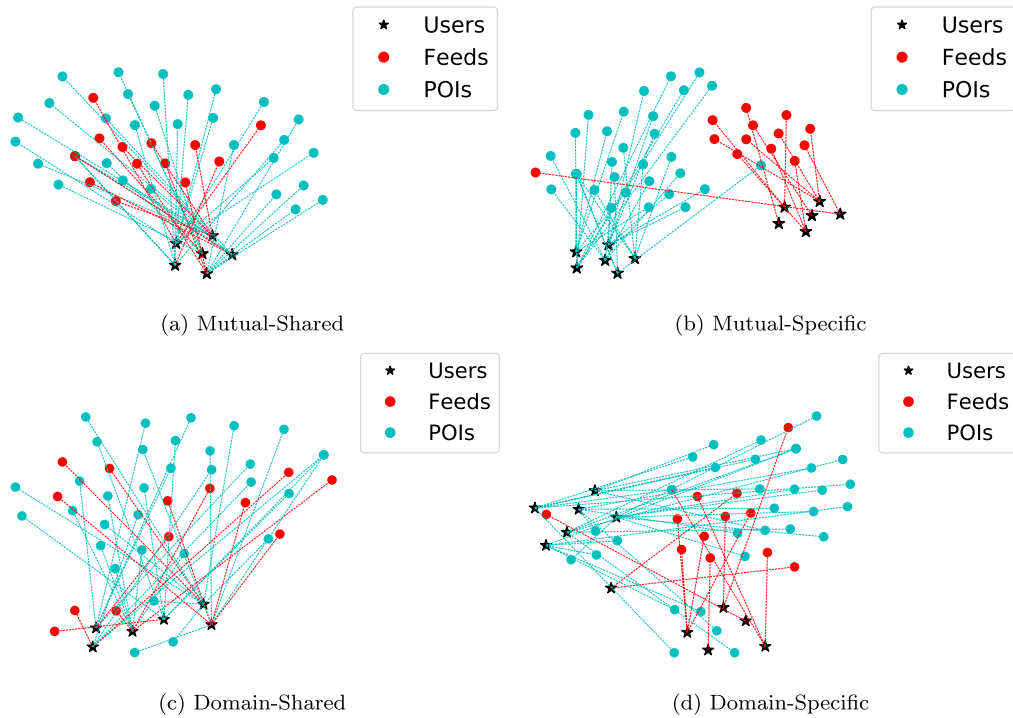 Users
Feeds
POIs
Users
Feeds
POIs
(a) Mutual-Shared
(b) Mutual-Specific
Users
Feeds
POIs
Users
Feeds
POIs
(c) Domain-Shared
(d) Domain-Specific